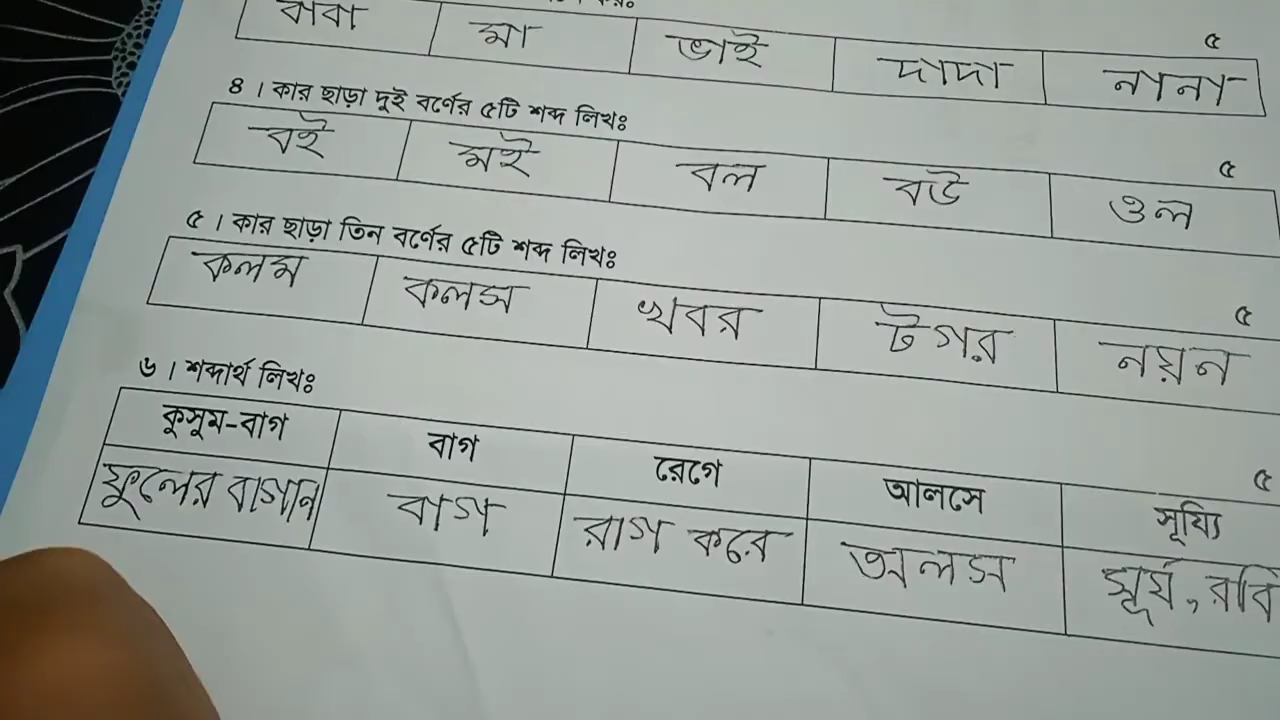 বাবা মা ভাই দাদা নানা
৫
৪ । কার ছাড়া দুই বর্ণের ৫টি শব্দ লিখঃ
৫
বই মই বল বউ ওল
৫ । কার ছাড়া তিন বর্ণের ৫টি শব্দ লিখঃ
৫
কলম কলস খবর টগর নয়ন
৬ । শব্দার্থ লিখঃ
৫
কুসুম-বাগ বাগ রেগে আলসে সূয্যি
ফুলের বাগান বাগ রাগ করে অলস সূর্য, রবি